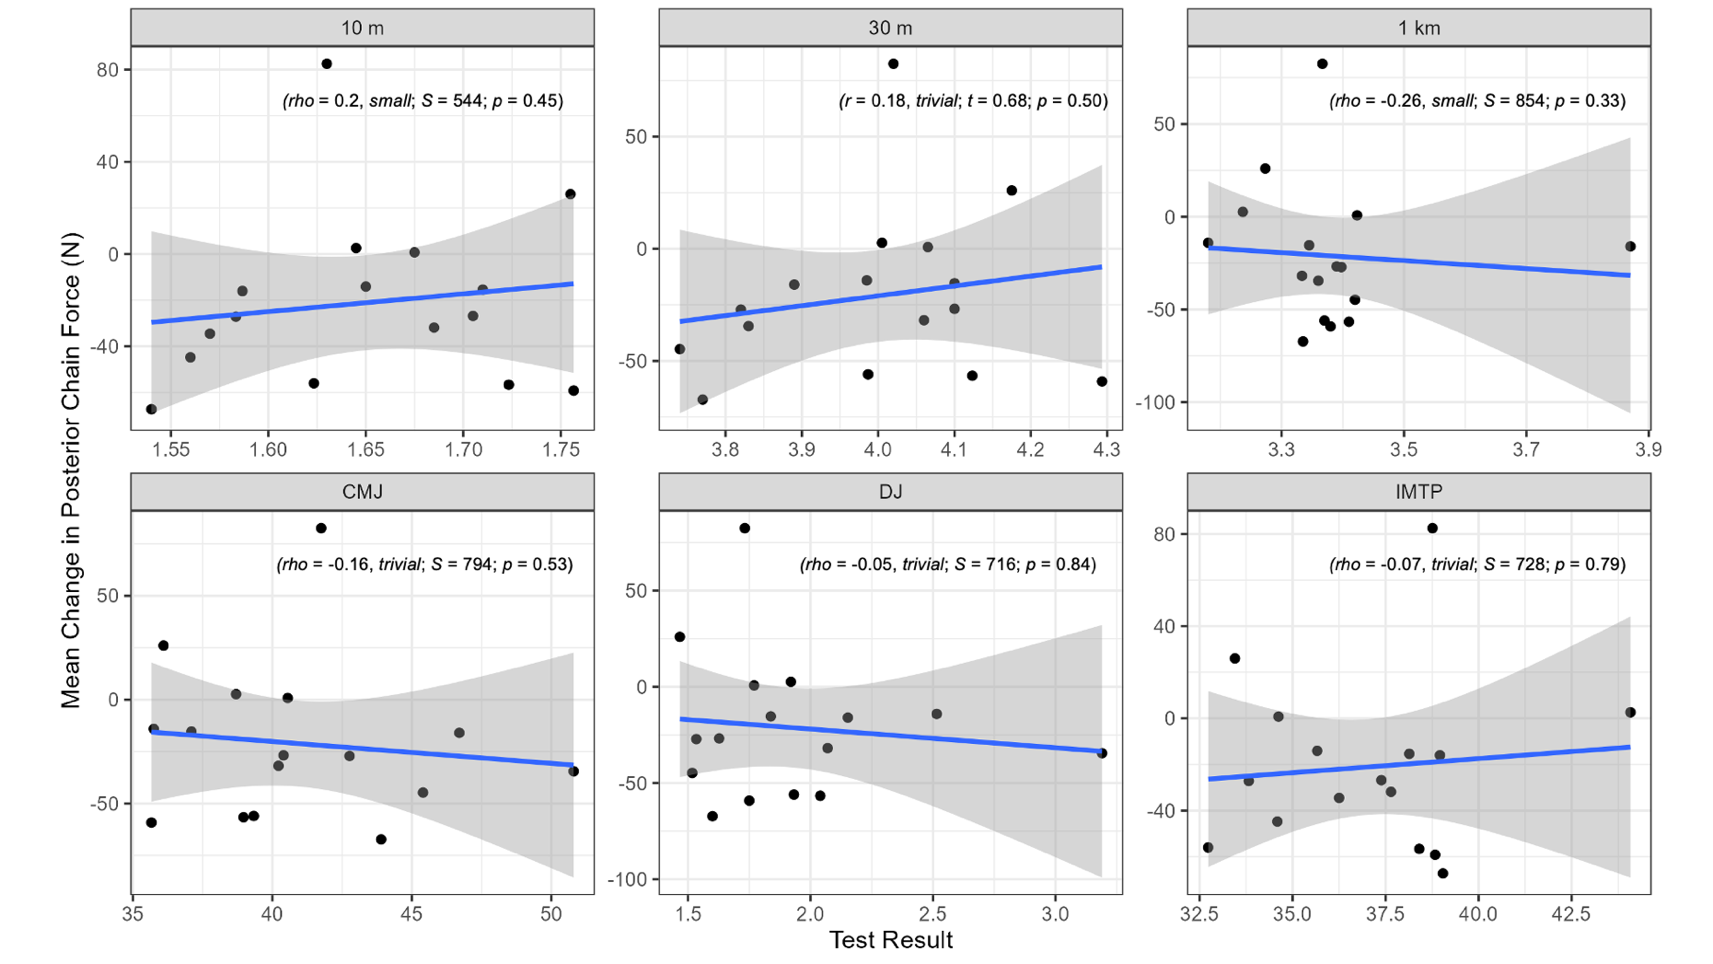 10 m
30 m
1 km
(rho = 0.2, small; S = 544; p = 0.45)
(r = 0.18, trivial; t = 0.68; p = 0.50)
(rho = -0.26, small; S = 854; p = 0.33)
80
40
0
-40
50
0
-50
50
0
-50
-100
1.55 1.60 1.65 1.70 1.75
3.8 3.9 4.0 4.1 4.2 4.3
3.3 3.5 3.7 3.9
Mean Change in Posterior Chain Force (N)
CMJ
DJ
IMTP
(rho = -0.16, trivial; S = 794; p = 0.53)
(rho = -0.05, trivial; S = 716; p = 0.84)
(rho = -0.07, trivial; S = 728; p = 0.79)
50
0
-50
50
0
-50
-100
80
40
0
-40
35 40 45 50
1.5 2.0 2.5 3.0
32.5 35.0 37.5 40.0 42.5
Test Result